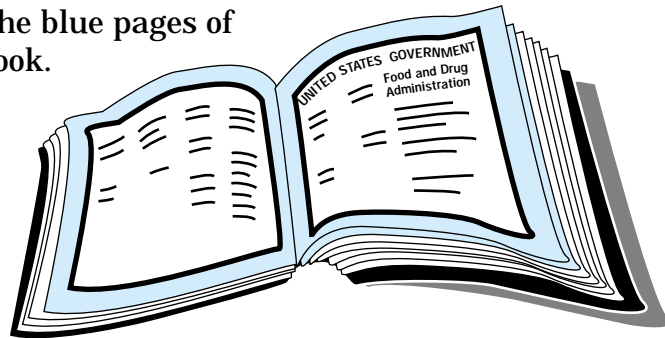 he blue pages of
ook.
UNITED STATES GOVERNMENT
Food and Drug
Administration